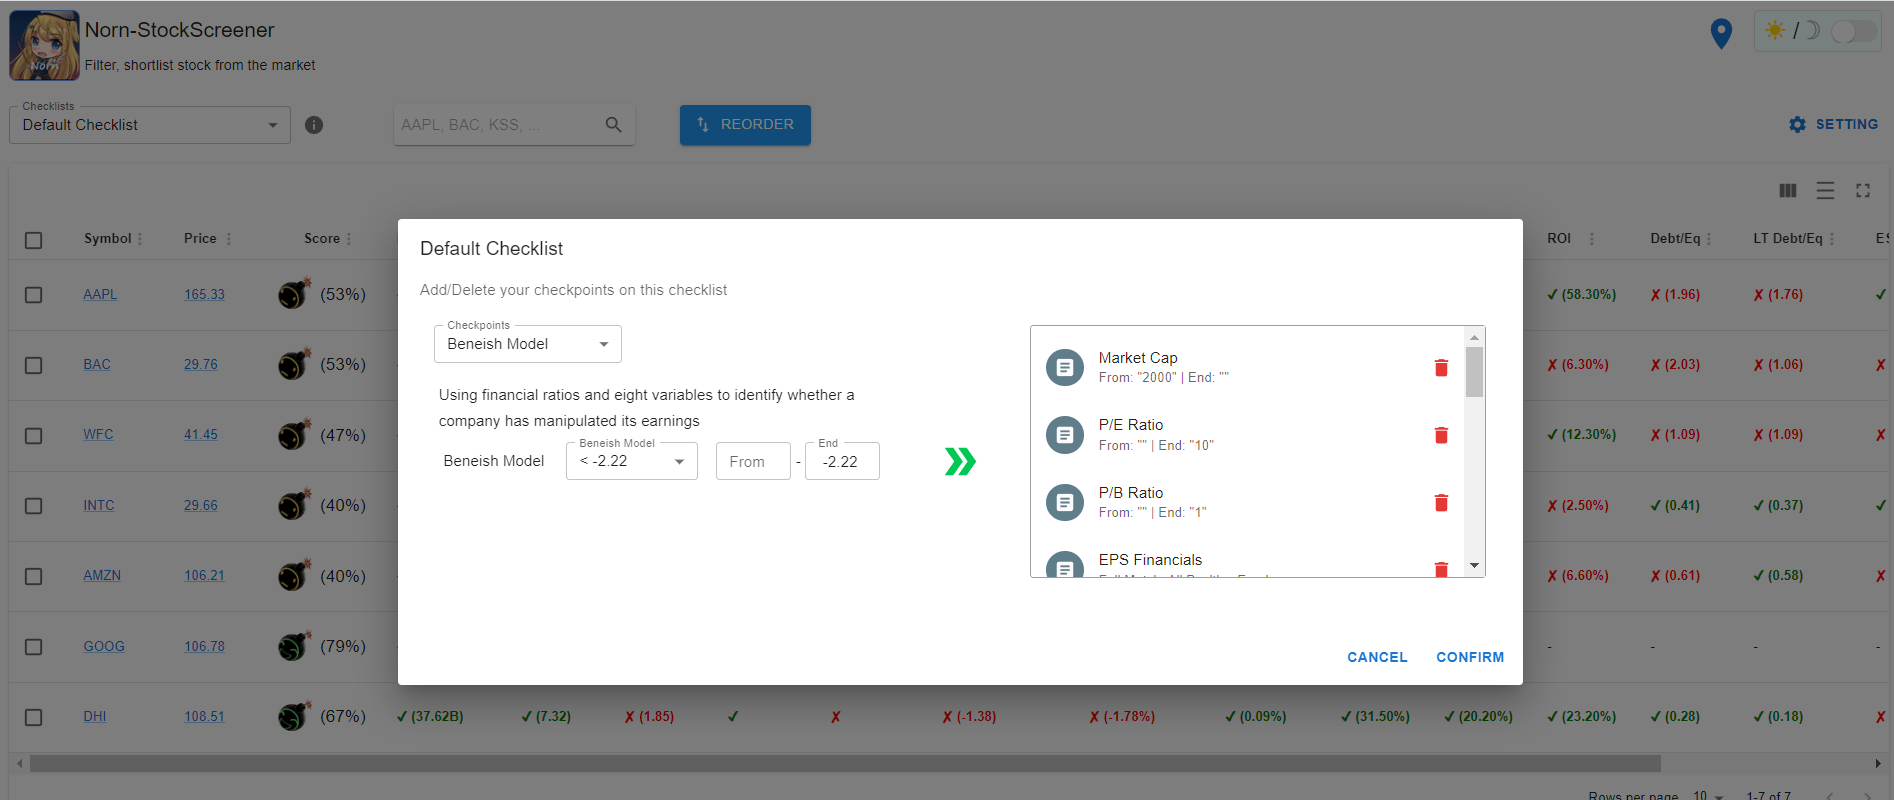 Norn-StockScreener
Norn
Filter, shortlist stock from the market
☀ / ☽
Checklists
Default Checklist
AAPL, BAC, KSS, ...
REORDER
SETTING
Symbol Price Score ROI Debt/Eq LT Debt/Eq
AAPL 165.33 (53%) ✓ (58.30%) ✗ (1.96) ✗ (1.76) ✓
BAC 29.76 (53%) ✗ (6.30%) ✗ (2.03) ✗ (1.06) ✗
WFC 41.45 (47%) ✓ (12.30%) ✗ (1.09) ✗ (1.09) ✗
INTC 29.66 (40%) ✗ (2.50%) ✓ (0.41) ✓ (0.37) ✓
AMZN 106.21 (40%) ✗ (6.60%) ✗ (0.61) ✓ (0.58) ✗
GOOG 106.78 (79%) - - - -
DHI 108.51 (67%) ✓ (37.62B) ✓ (7.32) ✗ (1.85) ✓ ✗ ✗ (-1.38) ✗ (-1.78%) ✓ (0.09%) ✓ (31.50%) ✓ (20.20%) ✓ (23.20%) ✓ (0.28) ✓ (0.18) ✗
Rows per page 10 1-7 of 7
Default Checklist
Add/Delete your checkpoints on this checklist
Checkpoints
Beneish Model
Using financial ratios and eight variables to identify whether a
company has manipulated its earnings
Beneish Model
Beneish Model
< -2.22
From
-
End
-2.22
Market Cap
From: "2000" | End: ""
P/E Ratio
From: "" | End: "10"
P/B Ratio
From: "" | End: "1"
EPS Financials
CANCEL
CONFIRM